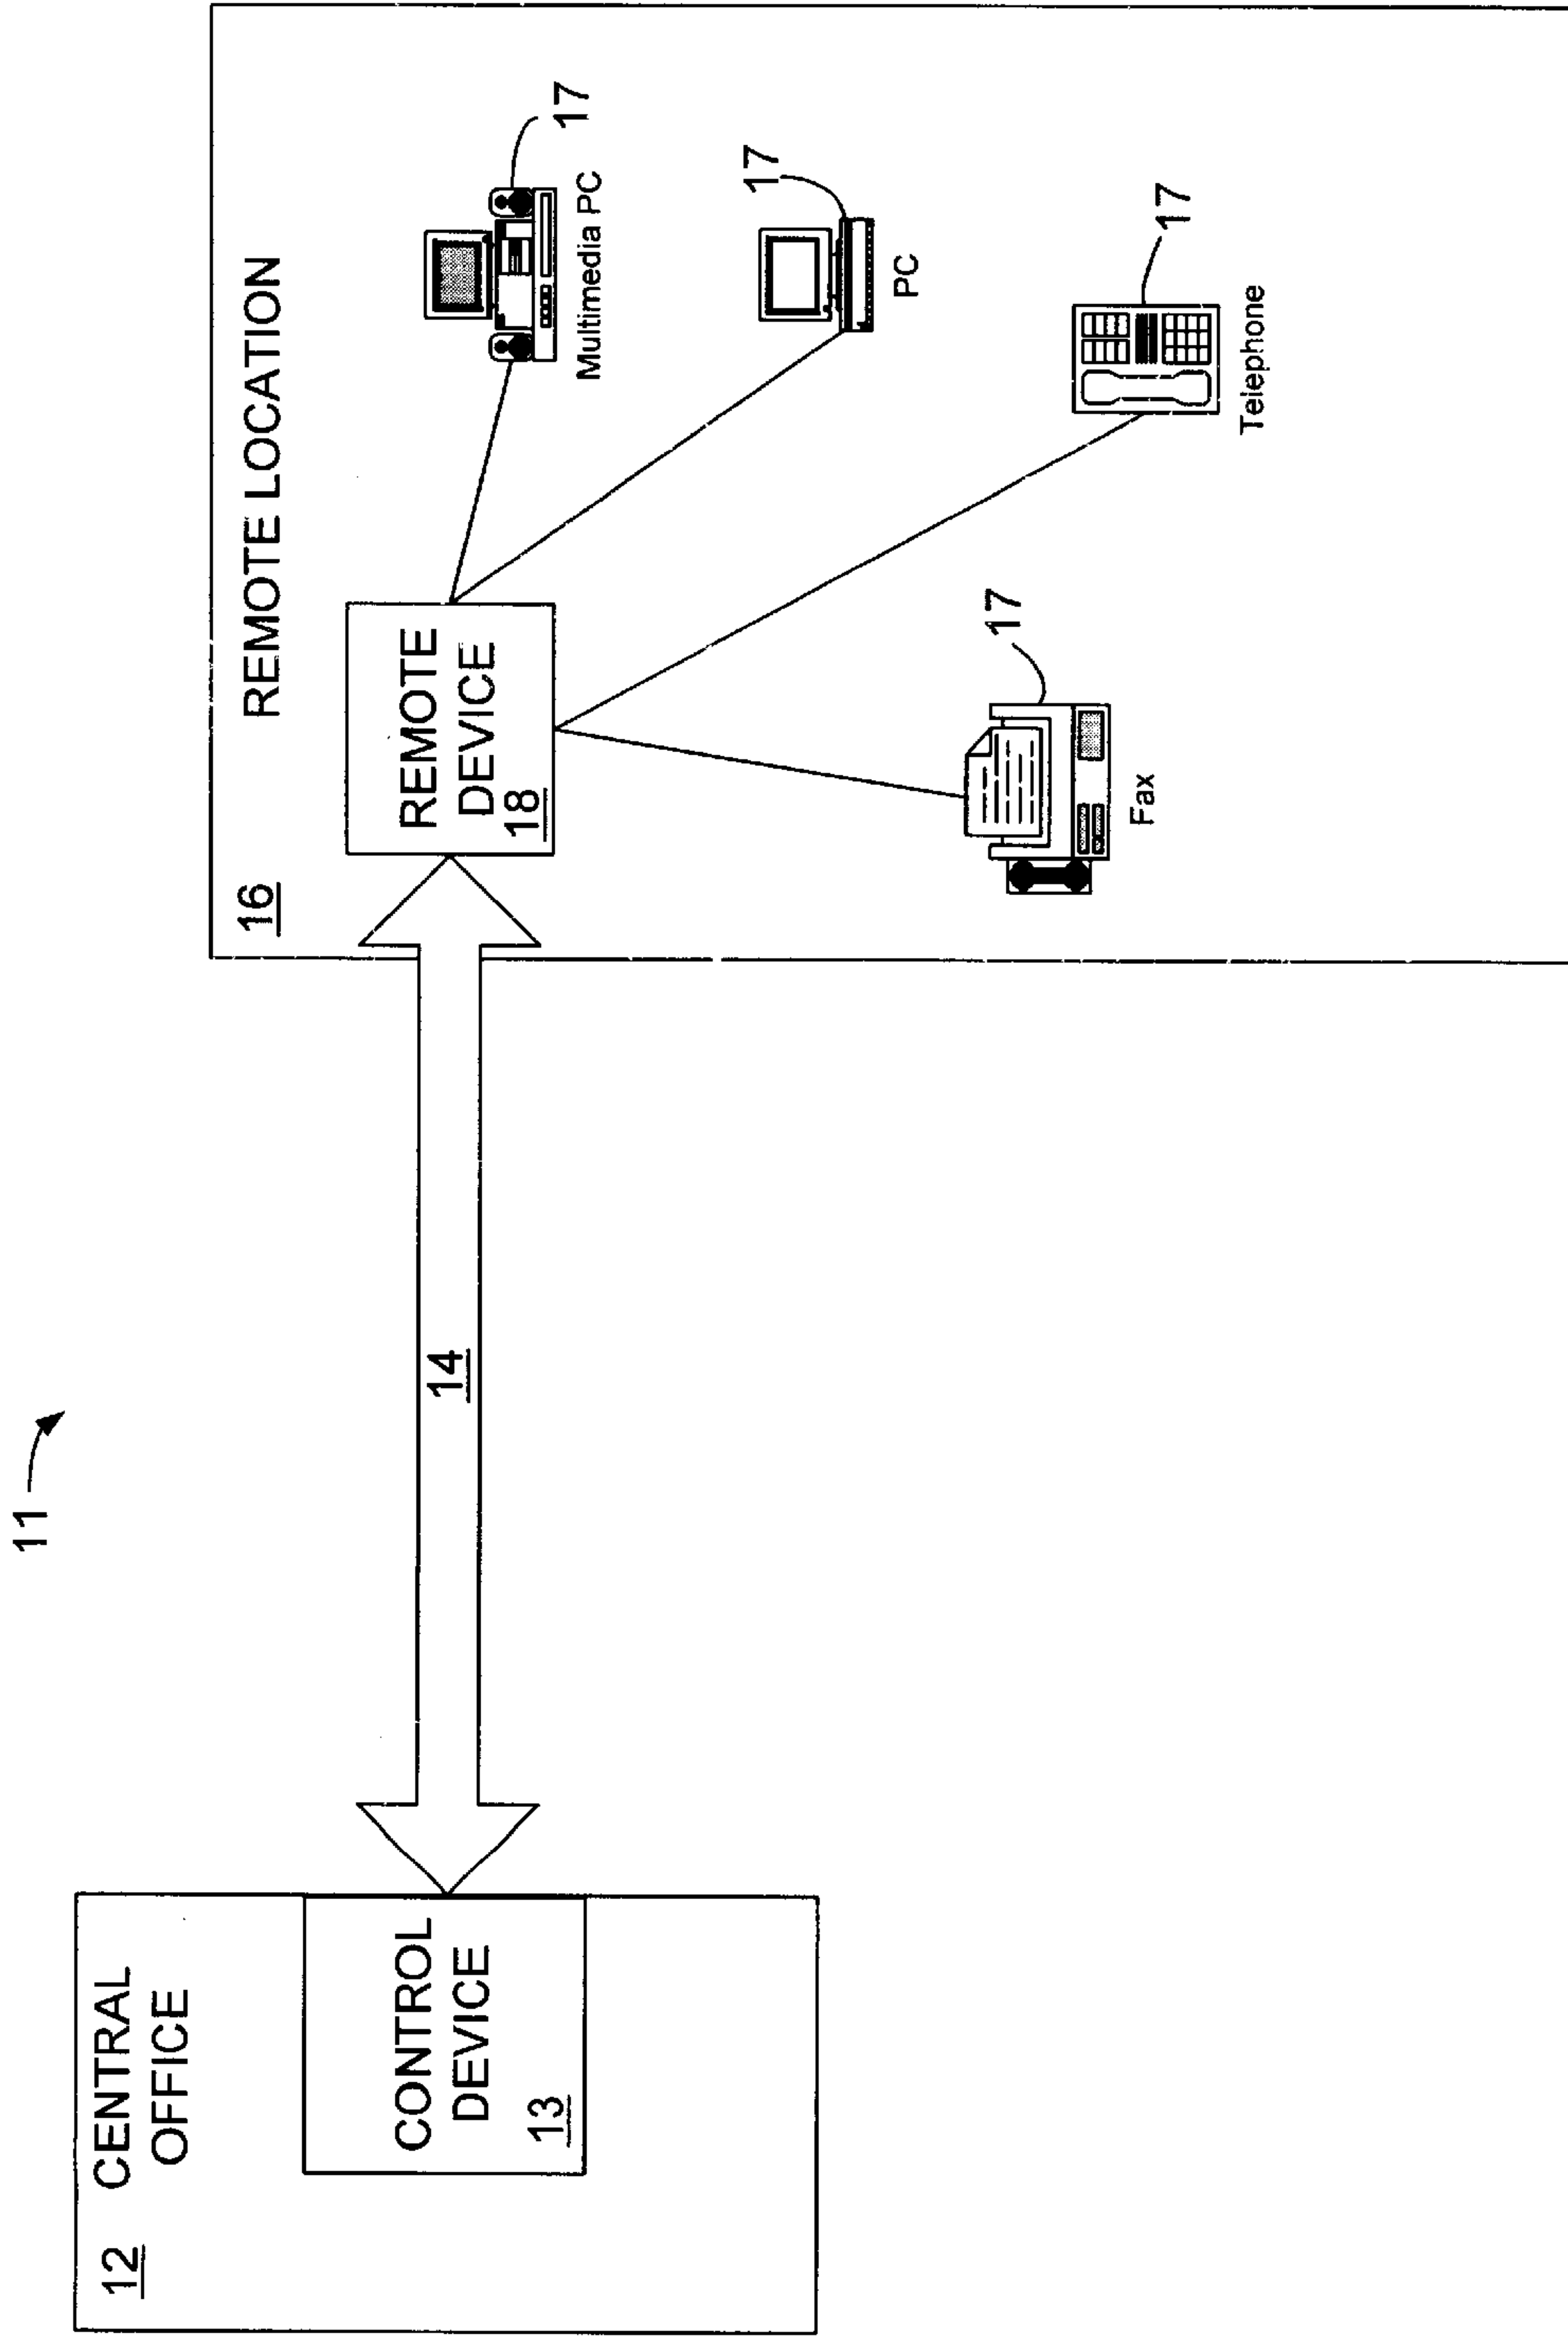 11
12
CENTRAL
OFFICE
CONTROL
DEVICE
13
14
16
REMOTE LOCATION
REMOTE
DEVICE
18
17
Multimedia PC
17
PC
17
Telephone
17
Fax